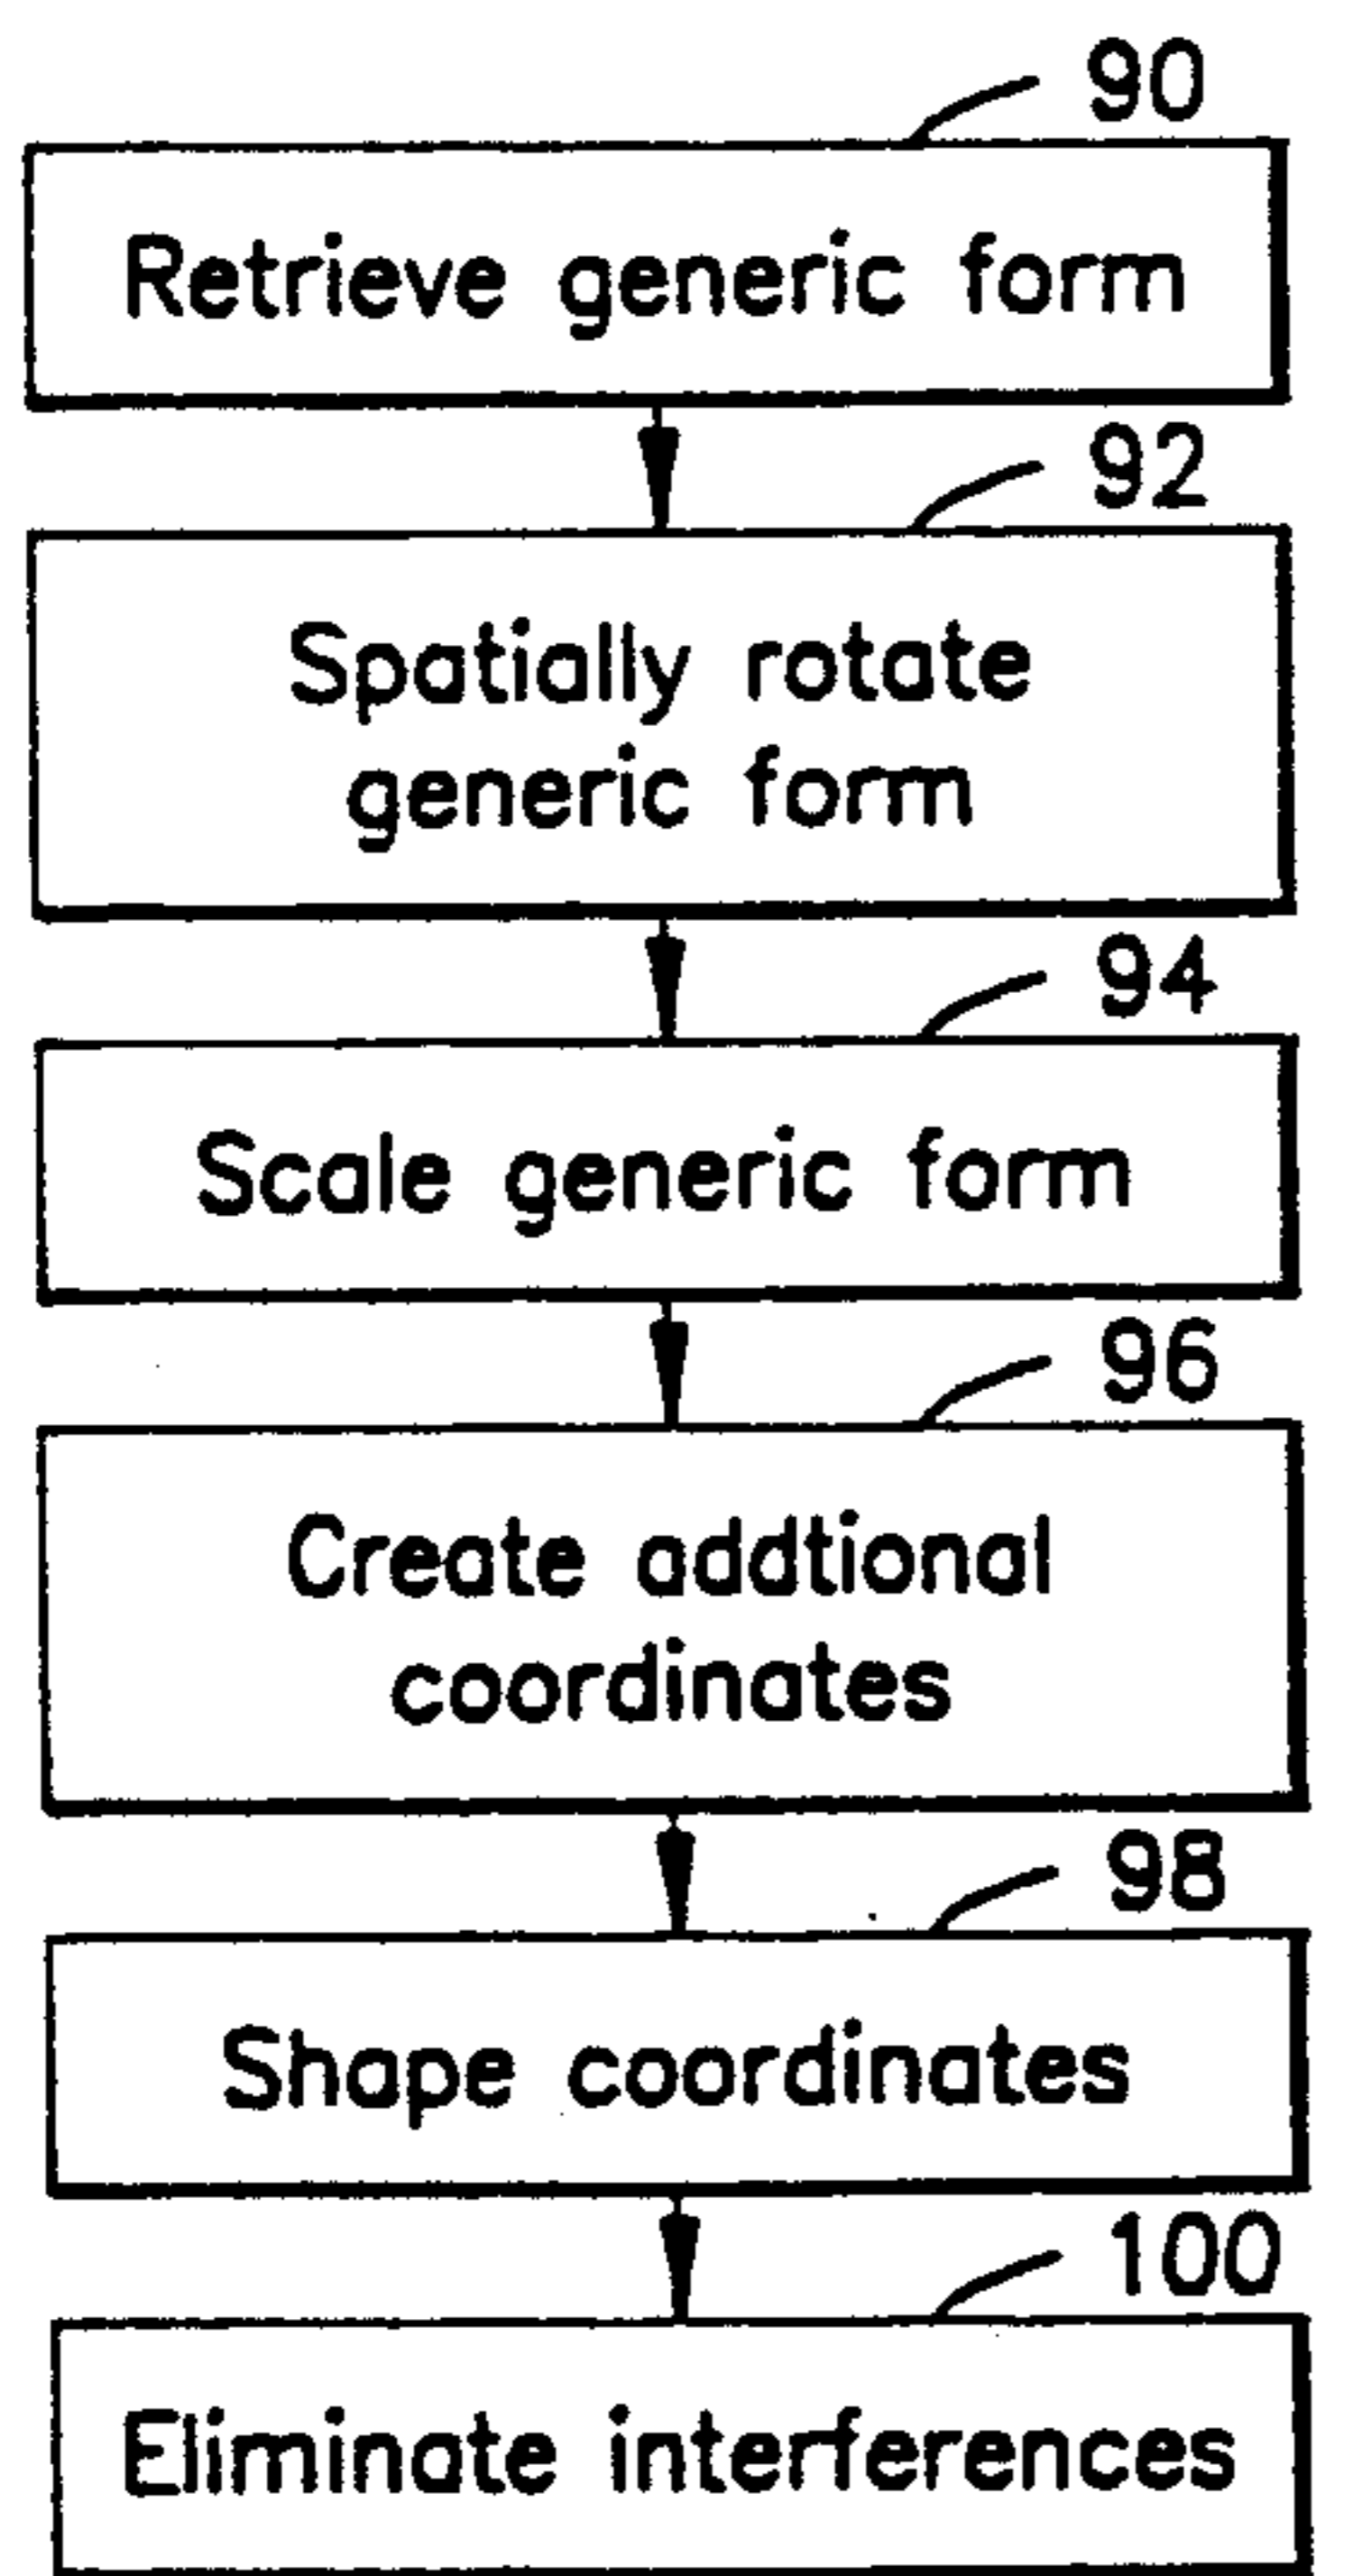 90
Retrieve generic form
92
Spatially rotate
generic form
94
Scale generic form
96
Create addtional
coordinates
98
Shape coordinates
100
Eliminate interferences